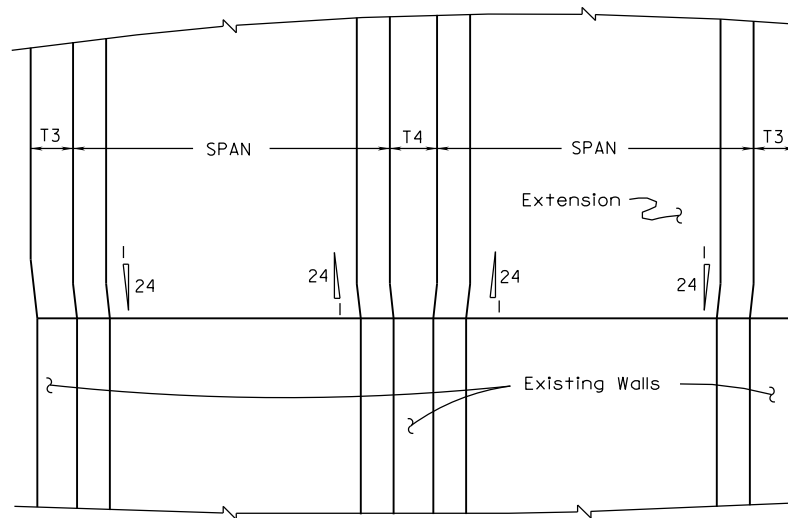 T3 SPAN T4 SPAN T3
Extension
1 24
24 1
24 1
1 24
Existing Walls